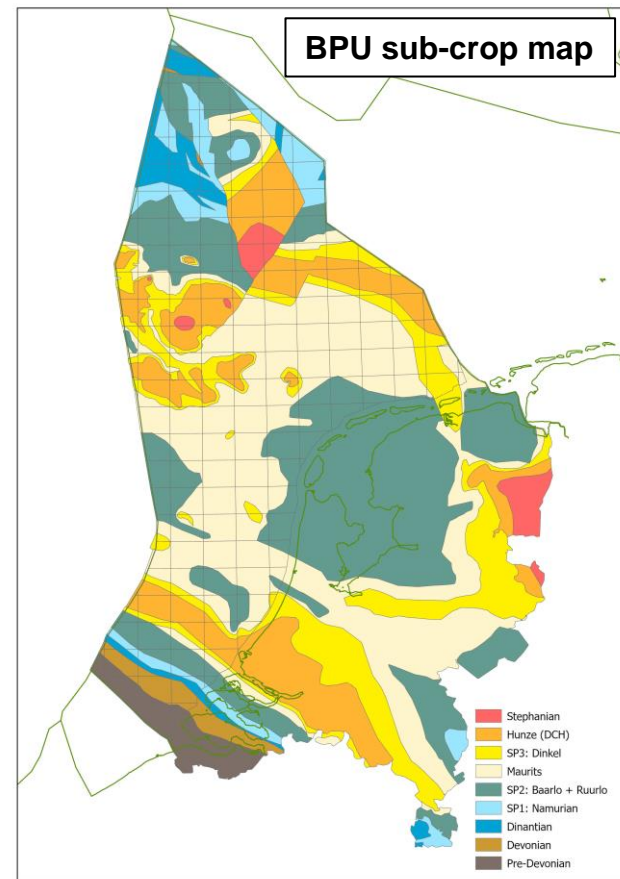 BPU sub-crop map
Stephanian
Hunze (DCH)
SP3: Dinkel
Maurits
SP2: Baarlo + Ruurlo
SP1: Namurian
Dinantian
Devonian
Pre-Devonian